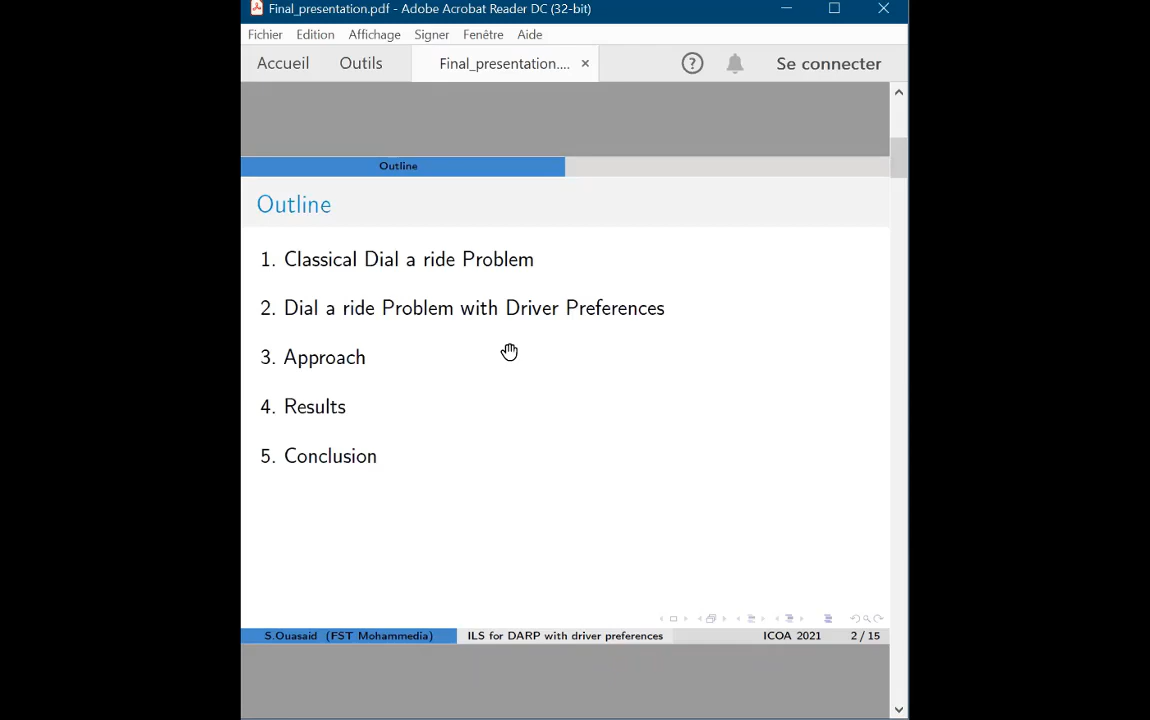 Final_presentation.pdf - Adobe Acrobat Reader DC (32-bit)
Fichier Edition Affichage Signer Fenêtre Aide
Accueil Outils Final_presentation.... × ? Se connecter
Outline
Outline
1. Classical Dial a ride Problem
2. Dial a ride Problem with Driver Preferences
3. Approach
4. Results
5. Conclusion
S.Ouasaid (FST Mohammedia) ILS for DARP with driver preferences ICOA 2021 2 / 15